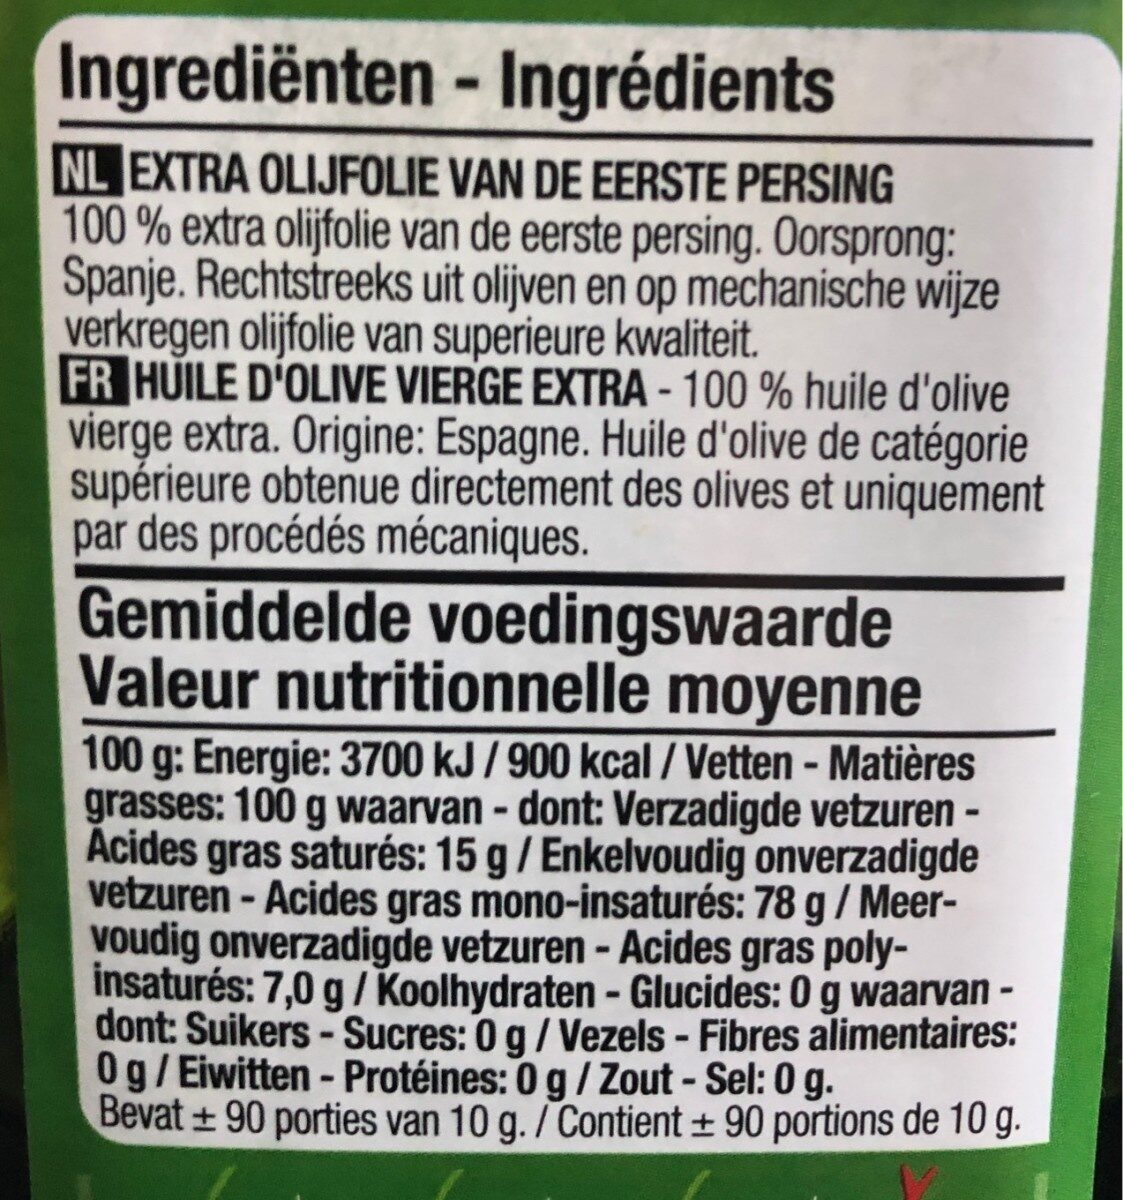 Ingrediënten - Ingrédients
NL EXTRA OLIJFOLIE VAN DE EERSTE PERSING
100 % extra olijfolie van de eerste persing. Oorsprong:
Spanje. Rechtstreeks uit olijven en op mechanische wijze
verkregen olijfolie van superieure kwaliteit.
FR HUILE D'OLIVE VIERGE EXTRA - 100 % huile d'olive
vierge extra. Origine: Espagne. Huile d'olive de catégorie
supérieure obtenue directement des olives et uniquement
par des procédés mécaniques.
Gemiddelde voedingswaarde
Valeur nutritionnelle moyenne
100 g: Energie: 3700 kJ / 900 kcal / Vetten - Matières
grasses: 100 g waarvan - dont: Verzadigde vetzuren -
Acides gras saturés: 15 g / Enkelvoudig onverzadigde
vetzuren - Acides gras mono-insaturés: 78 g / Meer-
voudig onverzadigde vetzuren - Acides gras poly-
insaturés: 7,0 g / Koolhydraten - Glucides: 0 g waarvan -
dont: Suikers - Sucres: 0 g / Vezels - Fibres alimentaires:
0 g / Eiwitten - Protéines: 0 g / Zout - Sel: 0 g.
Bevat ± 90 porties van 10 g. / Contient ± 90 portions de 10 g.